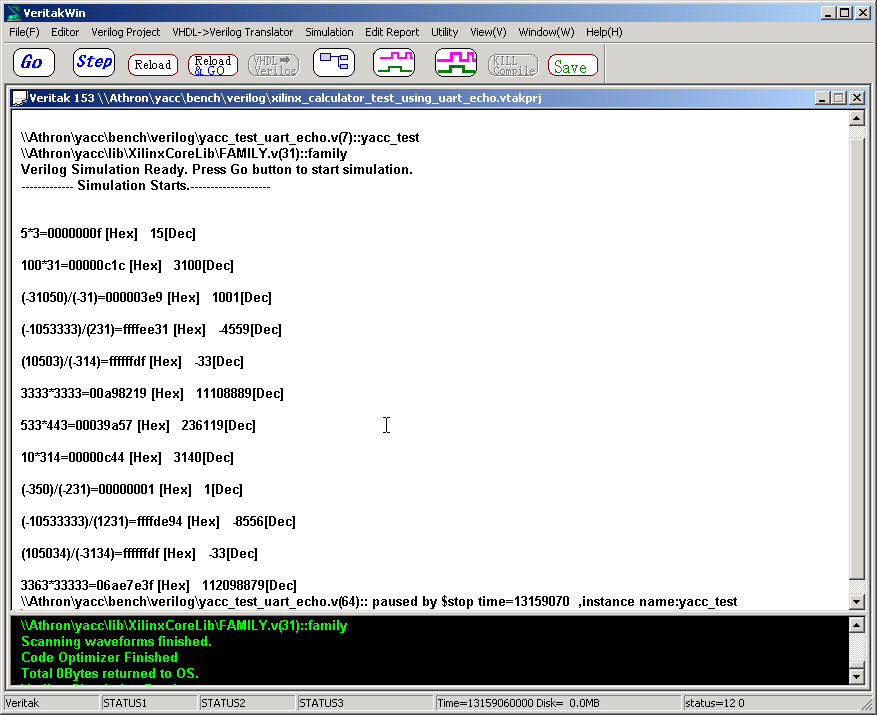 VeritakWin
File(F) Editor Verilog Project VHDL->Verilog Translator Simulation Edit Report Utility View(V) Window(W) Help(H)
Go Step Reload Reload & GO VHDL Verilog KILL Compile Save
Veritak 153 \\Athron\yacc\bench\verilog\xilinx_calculator_test_using_uart_echo.vtakprj
\\Athron\yacc\bench\verilog\yacc_test_uart_echo.v(7)::yacc_test
\\Athron\yacc\lib\XilinxCoreLib\FAMILY.v(31)::family
Verilog Simulation Ready. Press Go button to start simulation.
------------- Simulation Starts.--------------------
5*3=0000000f [Hex] 15[Dec]
100*31=00000c1c [Hex] 3100[Dec]
(-31050)/(-31)=000003e9 [Hex] 1001[Dec]
(-1053333)/(231)=ffffee31 [Hex] -4559[Dec]
(10503)/(-314)=ffffffdf [Hex] -33[Dec]
3333*3333=00a98219 [Hex] 11108889[Dec]
533*443=00039a57 [Hex] 236119[Dec]
10*314=00000c44 [Hex] 3140[Dec]
(-350)/(-231)=00000001 [Hex] 1[Dec]
(-10533333)/(1231)=ffffde94 [Hex] -8556[Dec]
(105034)/(-3134)=ffffffdf [Hex] -33[Dec]
3363*33333=06ae7e3f [Hex] 112098879[Dec]
\\Athron\yacc\bench\verilog\yacc_test_uart_echo.v(64):: paused by $stop time=13159070 ,instance name:yacc_test
\\Athron\yacc\lib\XilinxCoreLib\FAMILY.v(31)::family
Scanning waveforms finished.
Code Optimizer Finished
Total 0Bytes returned to OS.
Veritak STATUS1 STATUS2 STATUS3 Time=13159060000 Disk= 0.0MB status=12 0